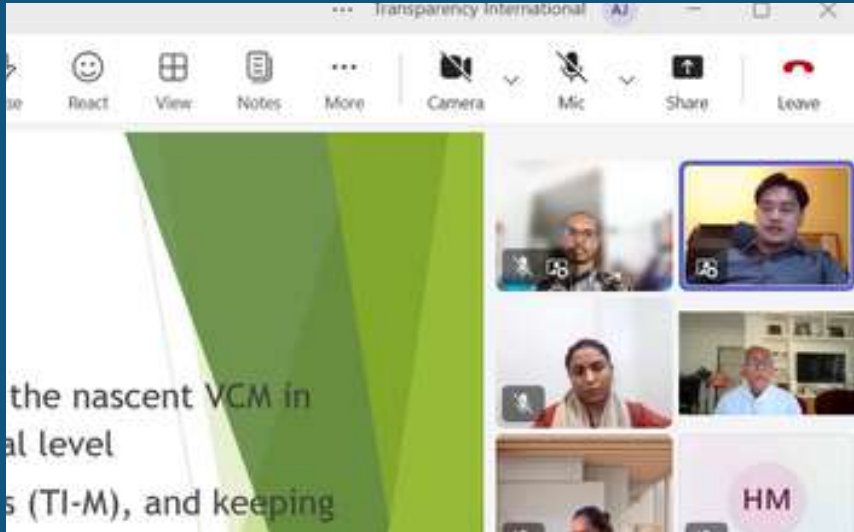 ... Transparency International AJ
React View Notes More Camera Mic Share Leave
the nascent VCM in
al level
s (TI-M), and keeping
HM